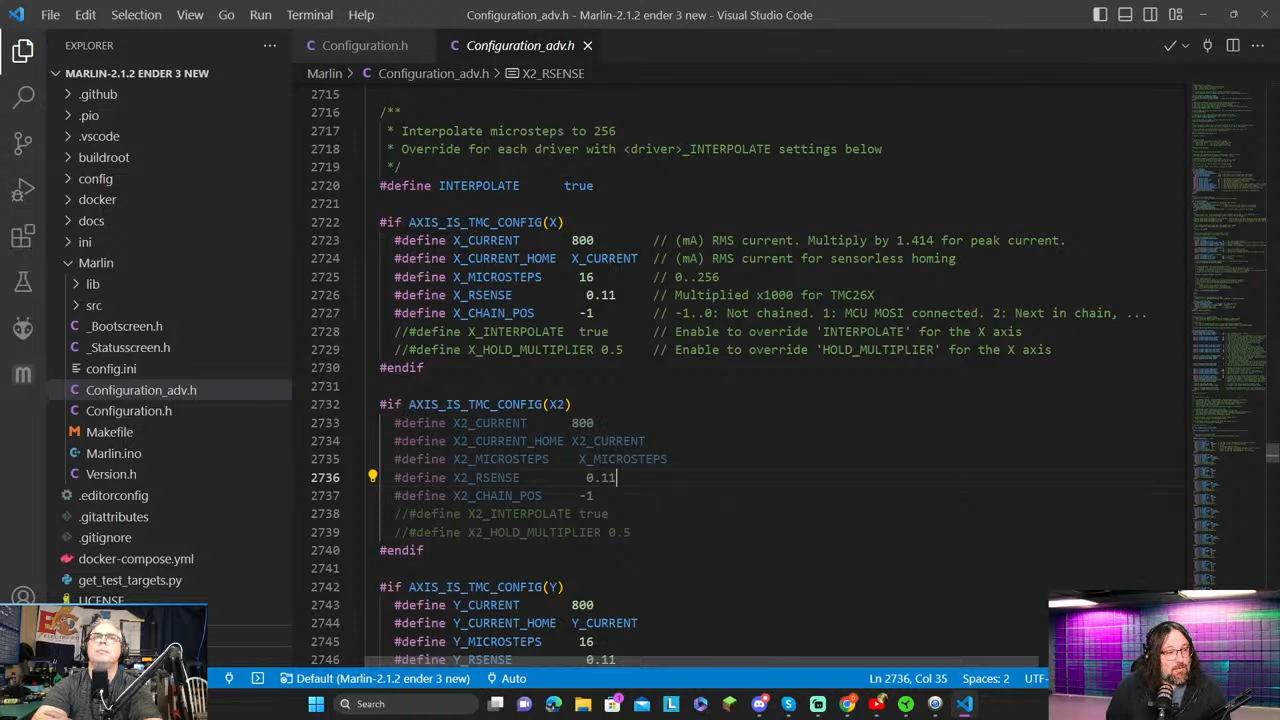 File Edit Selection View Go Run Terminal Help
Configuration_adv.h - Marlin-2.1.2 ender 3 new - Visual Studio Code
EXPLORER
MARLIN-2.1.2 ENDER 3 NEW
.github
.pio
.vscode
buildroot
config
docker
docs
ini
Marlin
src
_Bootscreen.h
_Statusscreen.h
config.ini
Configuration_adv.h
Configuration.h
Makefile
Marlin.ino
Version.h
.editorconfig
.gitattributes
.gitignore
docker-compose.yml
get_test_targets.py
LICENSE
Configuration.h
Configuration_adv.h
Marlin > Configuration_adv.h > X2_RSENSE
2715
2716 /**
2717 * Interpolate microsteps to 256
2718 * Override for each driver with <driver>_INTERPOLATE settings below
2719 */
2720 #define INTERPOLATE true
2721
2722 #if AXIS_IS_TMC_CONFIG(X)
2723 #define X_CURRENT 800 // (mA) RMS current. Multiply by 1.414 for peak current.
2724 #define X_CURRENT_HOME X_CURRENT // (mA) RMS current for sensorless homing
2725 #define X_MICROSTEPS 16 // 0..256
2726 #define X_RSENSE 0.11 // Multiplied x1000 for TMC26X
2727 #define X_CHAIN_POS -1 // -1..0: Not chained. 1: MCU MOSI connected. 2: Next in chain, ...
2728 //#define X_INTERPOLATE true // Enable to override 'INTERPOLATE' for the X axis
2729 //#define X_HOLD_MULTIPLIER 0.5 // Enable to override 'HOLD_MULTIPLIER' for the X axis
2730 #endif
2731
2732 #if AXIS_IS_TMC_CONFIG(X2)
2733 #define X2_CURRENT 800
2734 #define X2_CURRENT_HOME X2_CURRENT
2735 #define X2_MICROSTEPS X_MICROSTEPS
2736 #define X2_RSENSE 0.11
2737 #define X2_CHAIN_POS -1
2738 //#define X2_INTERPOLATE true
2739 //#define X2_HOLD_MULTIPLIER 0.5
2740 #endif
2741
2742 #if AXIS_IS_TMC_CONFIG(Y)
2743 #define Y_CURRENT 800
2744 #define Y_CURRENT_HOME Y_CURRENT
2745 #define Y_MICROSTEPS 16
2746 #define Y_RSENSE 0.11
Default (Marlin-2.1.2 ender 3 new) Auto
Ln 2736, Col 33 Spaces: 2 UTF-
Search